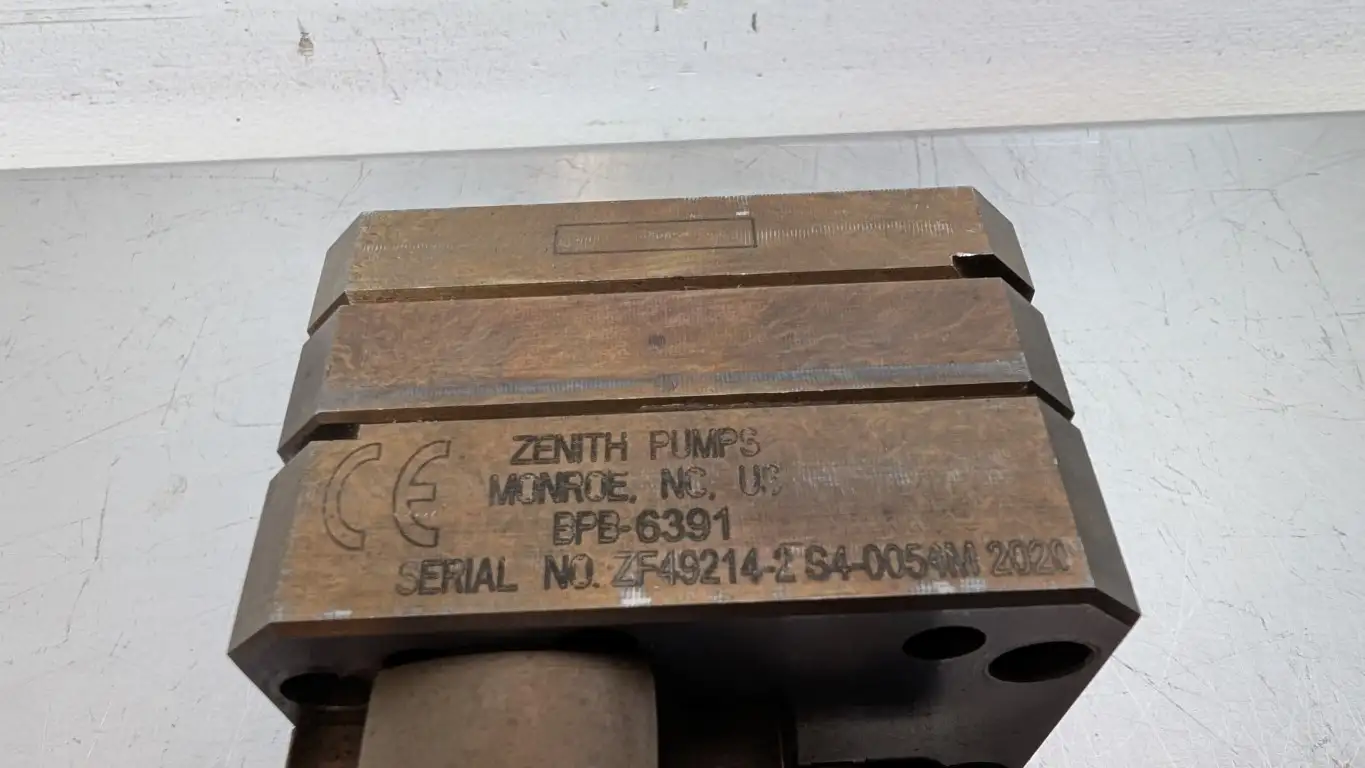 CE
ZENITH PUMPS
MONROE, NC. US
BPB-6391
SERIAL NO. ZF49214-2 S4-0054M 2020